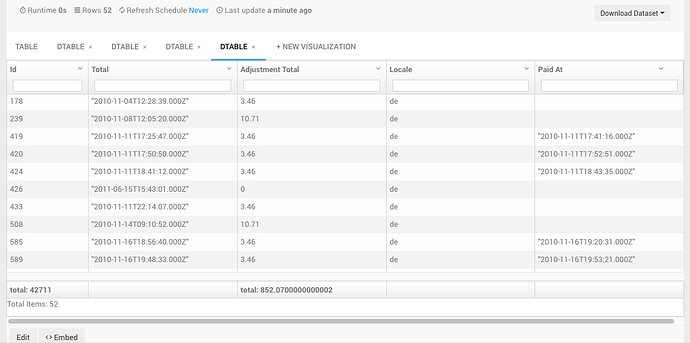 Runtime 0s Rows 52 Refresh Schedule Never Last update a minute ago
Download Dataset
TABLE DTABLE × DTABLE × DTABLE × DTABLE × + NEW VISUALIZATION
Id Total Adjustment Total Locale Paid At
178 "2010-11-04T12:28:39.000Z" 3.46 de
239 "2010-11-08T12:05:20.000Z" 10.71 de
419 "2010-11-11T17:25:47.000Z" 3.46 de "2010-11-11T17:41:16.000Z"
420 "2010-11-11T17:50:50.000Z" 3.46 de "2010-11-11T17:52:51.000Z"
424 "2010-11-11T18:41:12.000Z" 3.46 de "2010-11-11T18:43:35.000Z"
426 "2011-06-15T15:43:01.000Z" 0 de
433 "2010-11-11T22:14:07.000Z" 3.46 de
508 "2010-11-14T09:10:52.000Z" 10.71 de
585 "2010-11-16T18:56:40.000Z" 3.46 de "2010-11-16T19:20:31.000Z"
589 "2010-11-16T19:48:33.000Z" 3.46 de "2010-11-16T19:53:21.000Z"
total: 42711 total: 852.0700000000002
Total Items: 52
Edit <> Embed